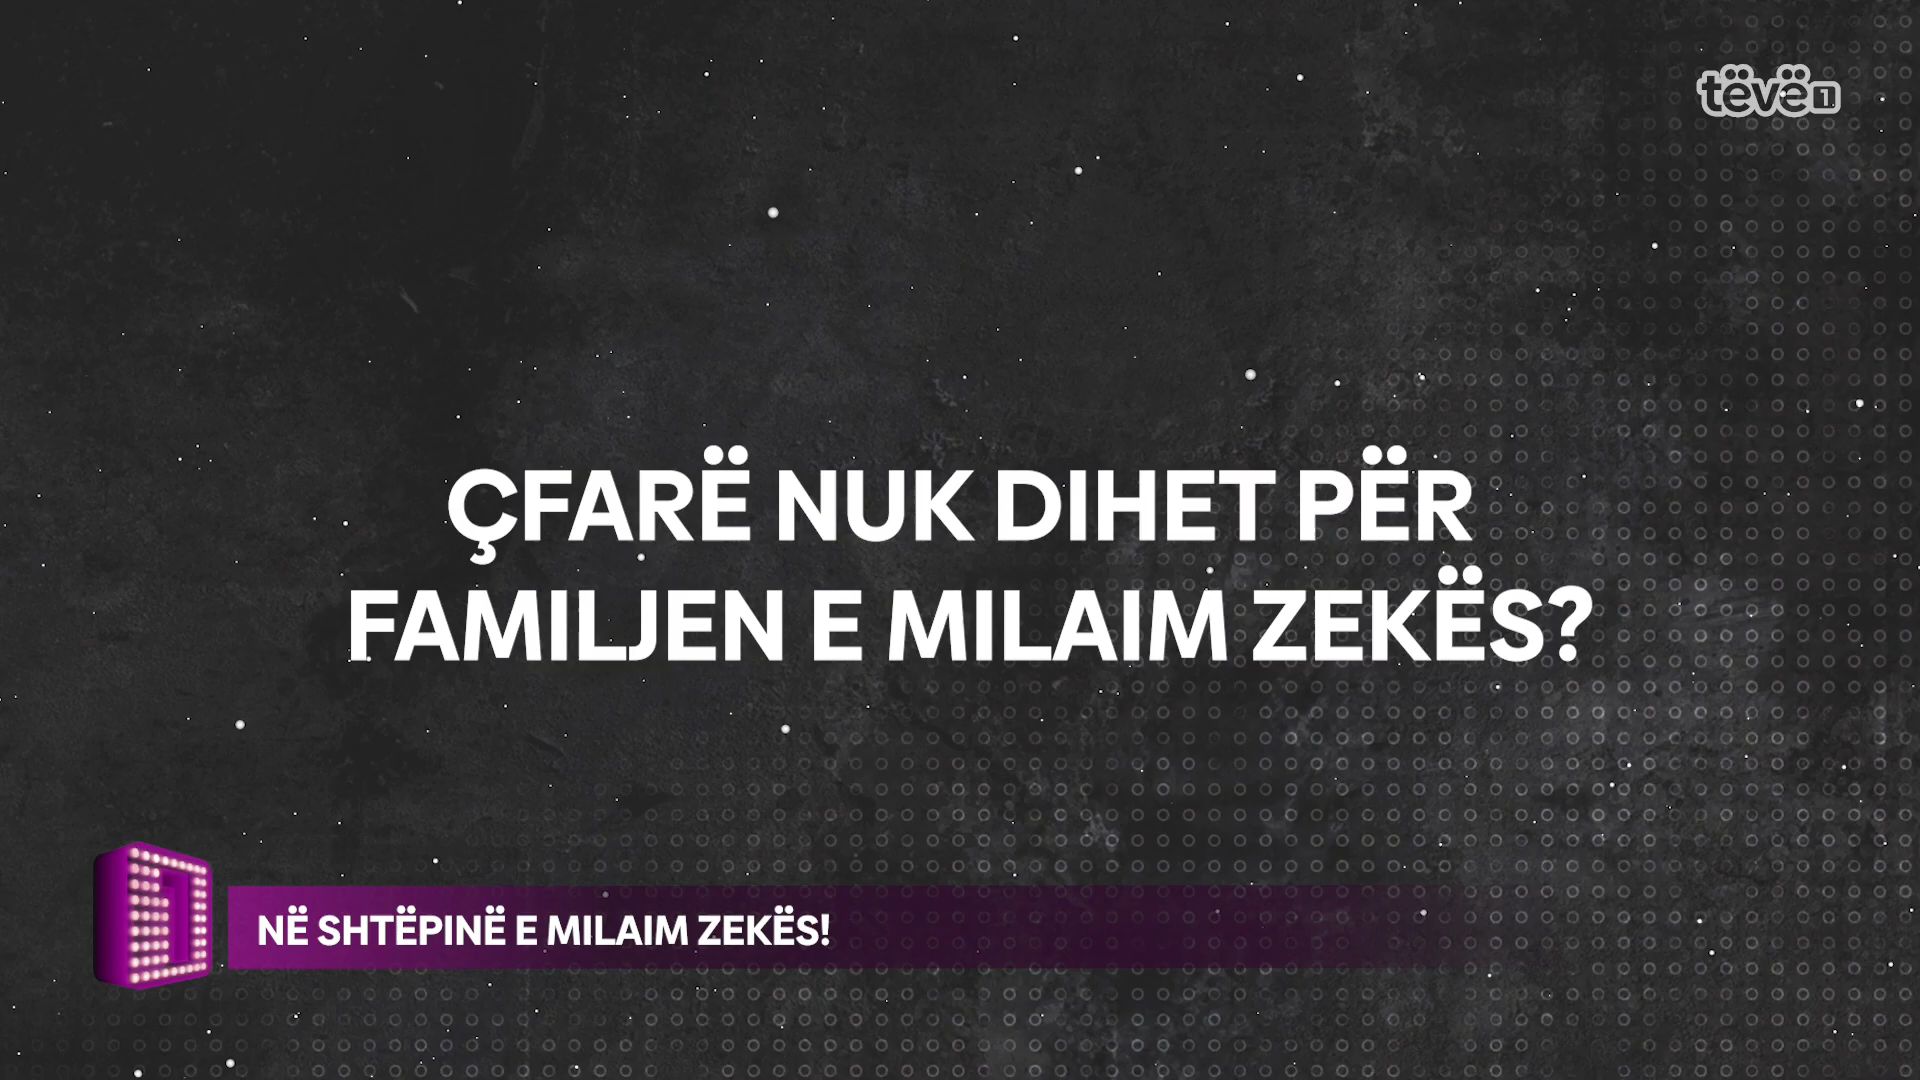 tëvë1
ÇFARË NUK DIHET PËR
FAMILJEN E MILAIM ZEKËS?
NË SHTËPINË E MILAIM ZEKËS!